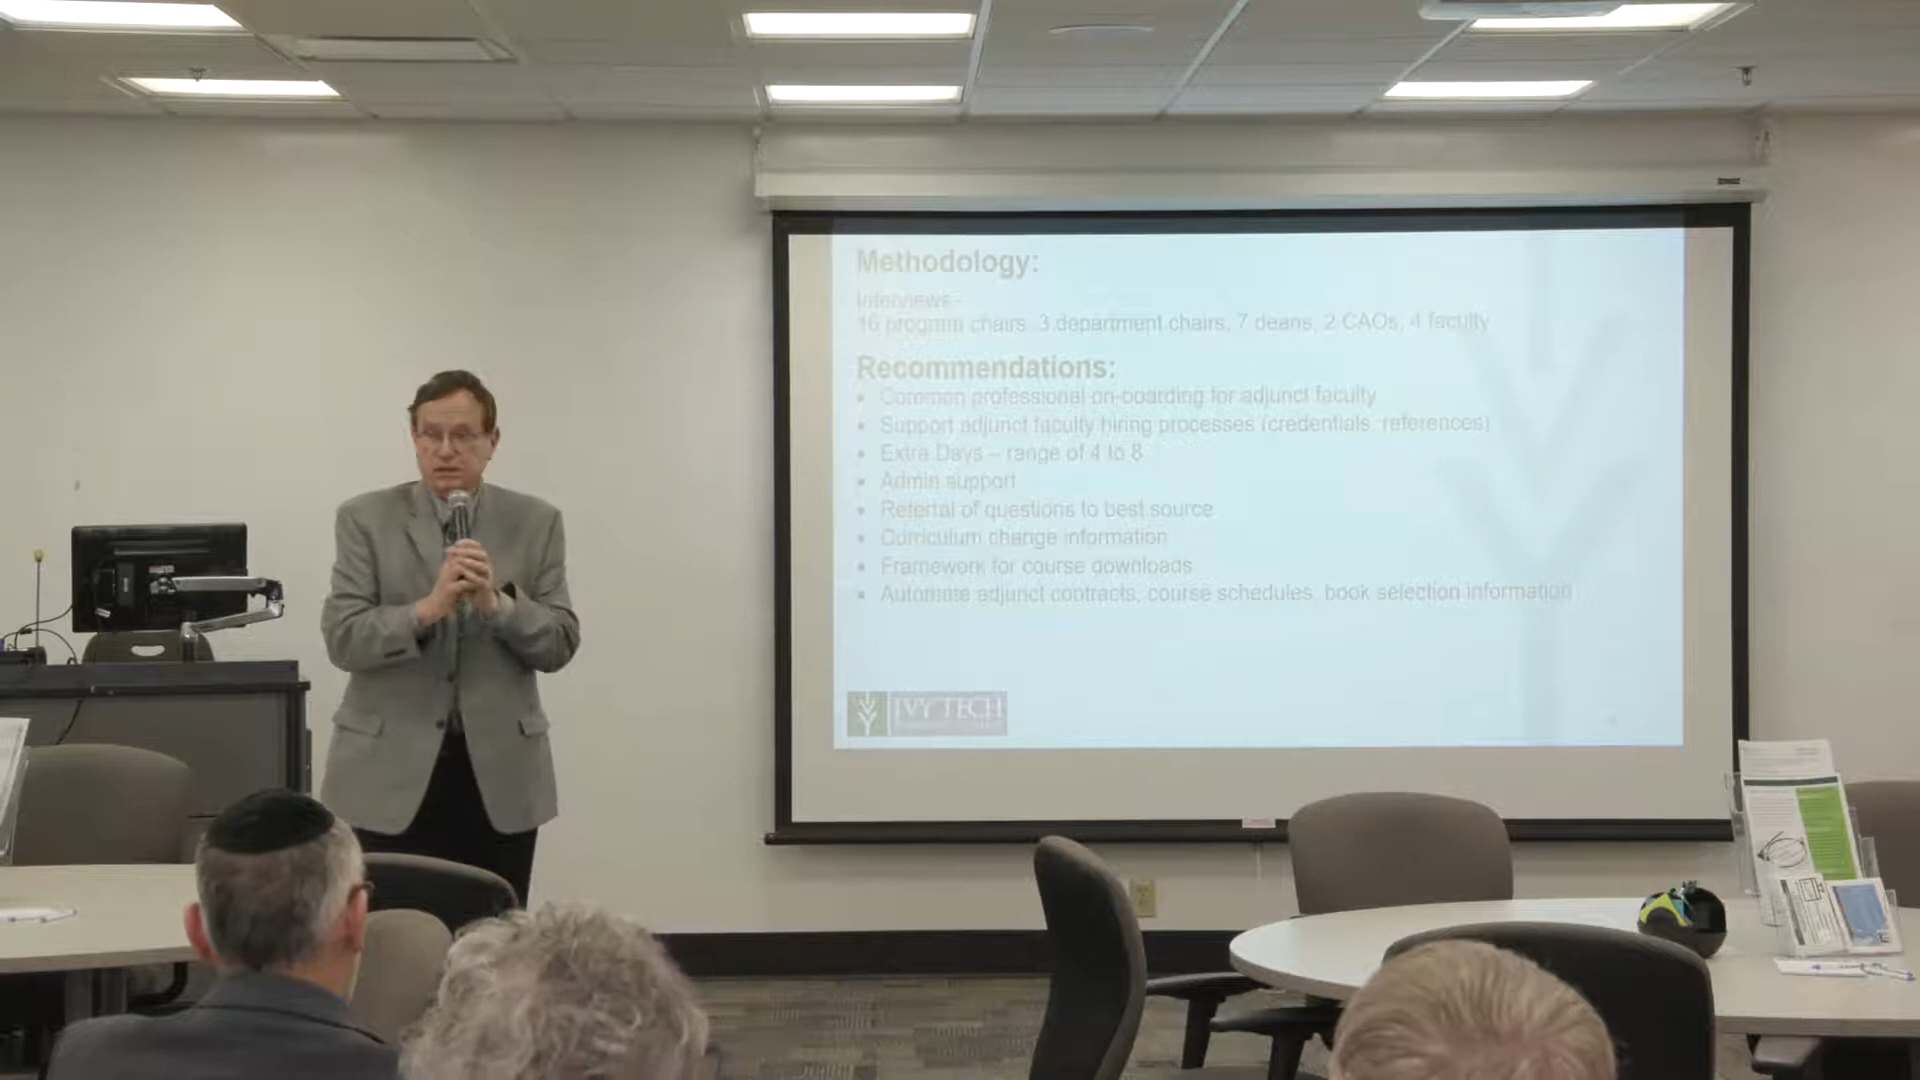 Methodology:
Interviews -
16 program chairs, 3 department chairs, 7 deans, 2 CAOs, 4 faculty
Recommendations:
• Common professional on-boarding for adjunct faculty
• Support adjunct faculty hiring processes (credentials, references)
• Extra Days – range of 4 to 8
• Admin support
• Referral of questions to best source
• Curriculum change information
• Framework for course downloads
• Automate adjunct contracts, course schedules, book selection information
IVY TECH